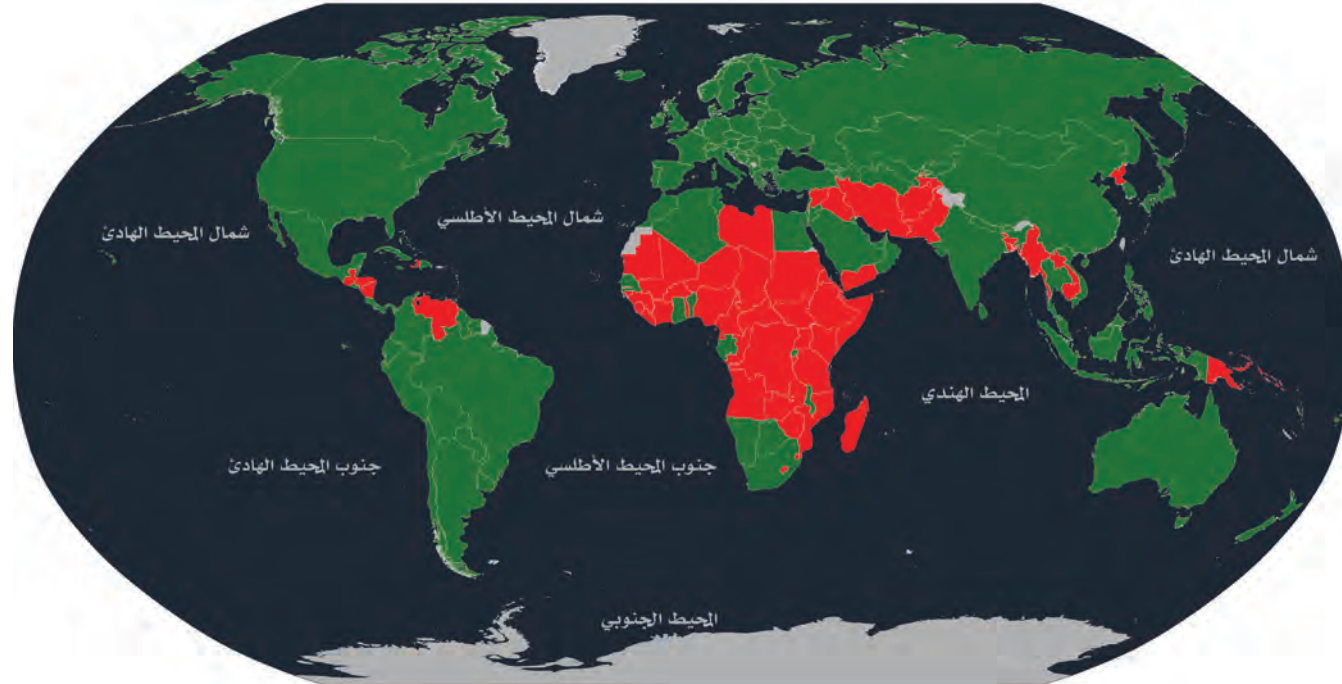 شمال المحيط الأطلسي
شمال المحيط الهادئ
شمال المحيط الهادئ
المحيط الهندي
جنوب المحيط الأطلسي
جنوب المحيط الهادئ
المحيط الجنوبي